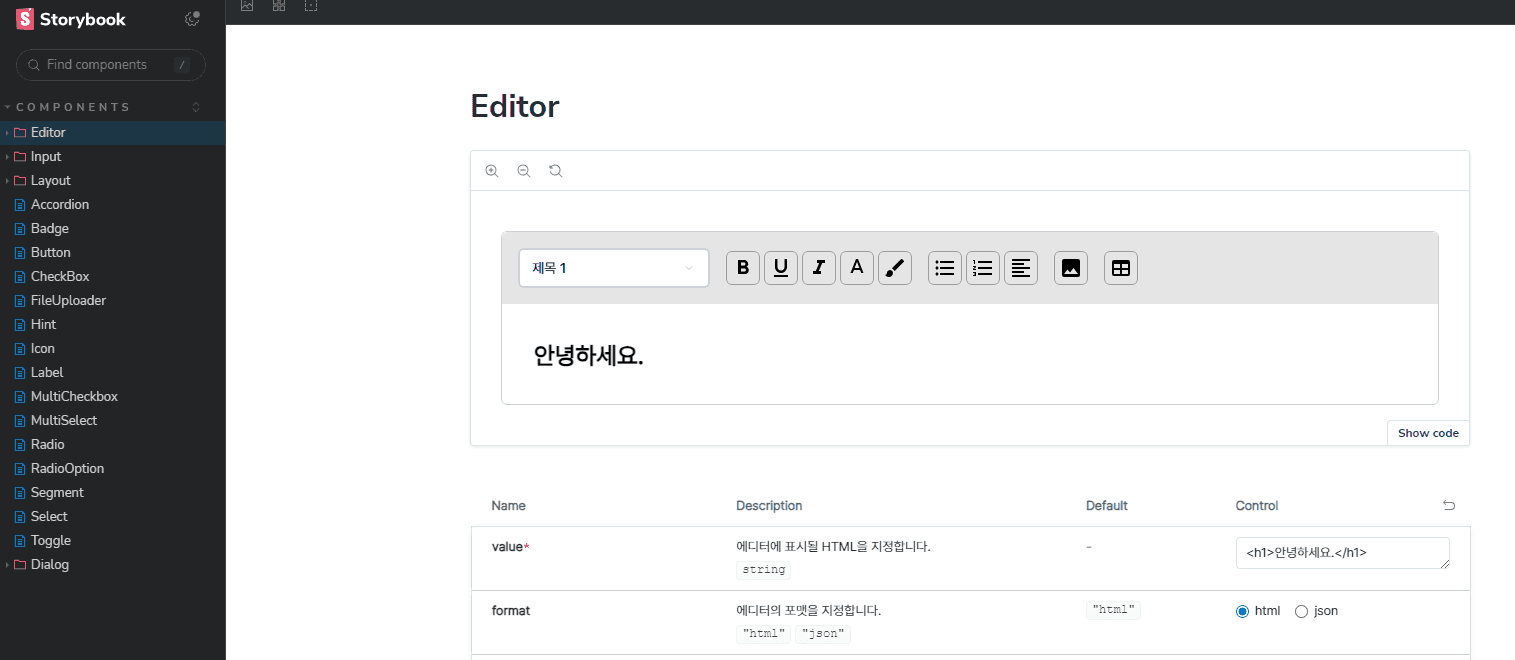 Storybook
Find components /
COMPONENTS
Editor
Input
Layout
Accordion
Badge
Button
CheckBox
FileUploader
Hint
Icon
Label
MultiCheckbox
MultiSelect
Radio
RadioOption
Segment
Select
Toggle
Dialog
Editor
제목 1
B U I A
안녕하세요.
Show code
Name Description Default Control
value* 에디터에 표시될 HTML을 지정합니다. - <h1>안녕하세요.</h1>
string
format 에디터의 포맷을 지정합니다. "html" html json
"html" "json"